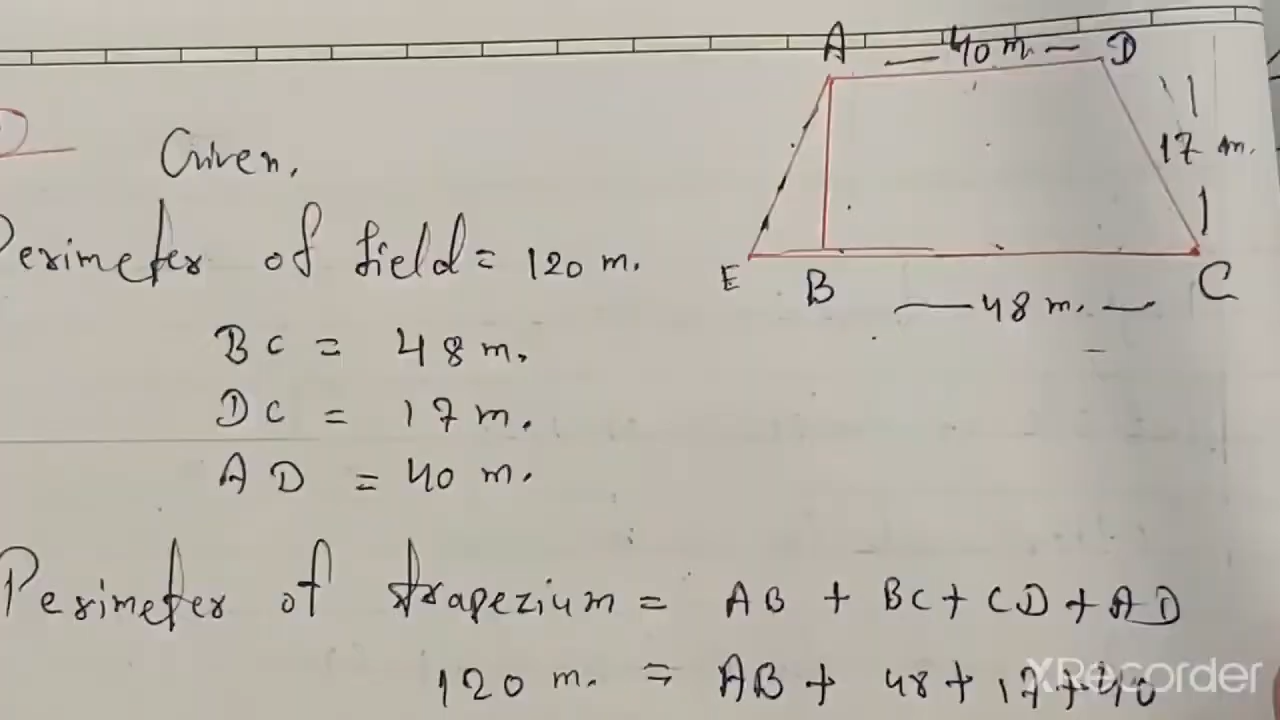 A — 40 m. — D
17 m.
Given,
Perimeter of field = 120 m.
E B C
— 48 m. —
BC = 48 m.
DC = 17 m.
AD = 40 m.
Perimeter of trapezium = AB + BC + CD + AD
120 m. = AB + 48 + 17 + 40
XRecorder